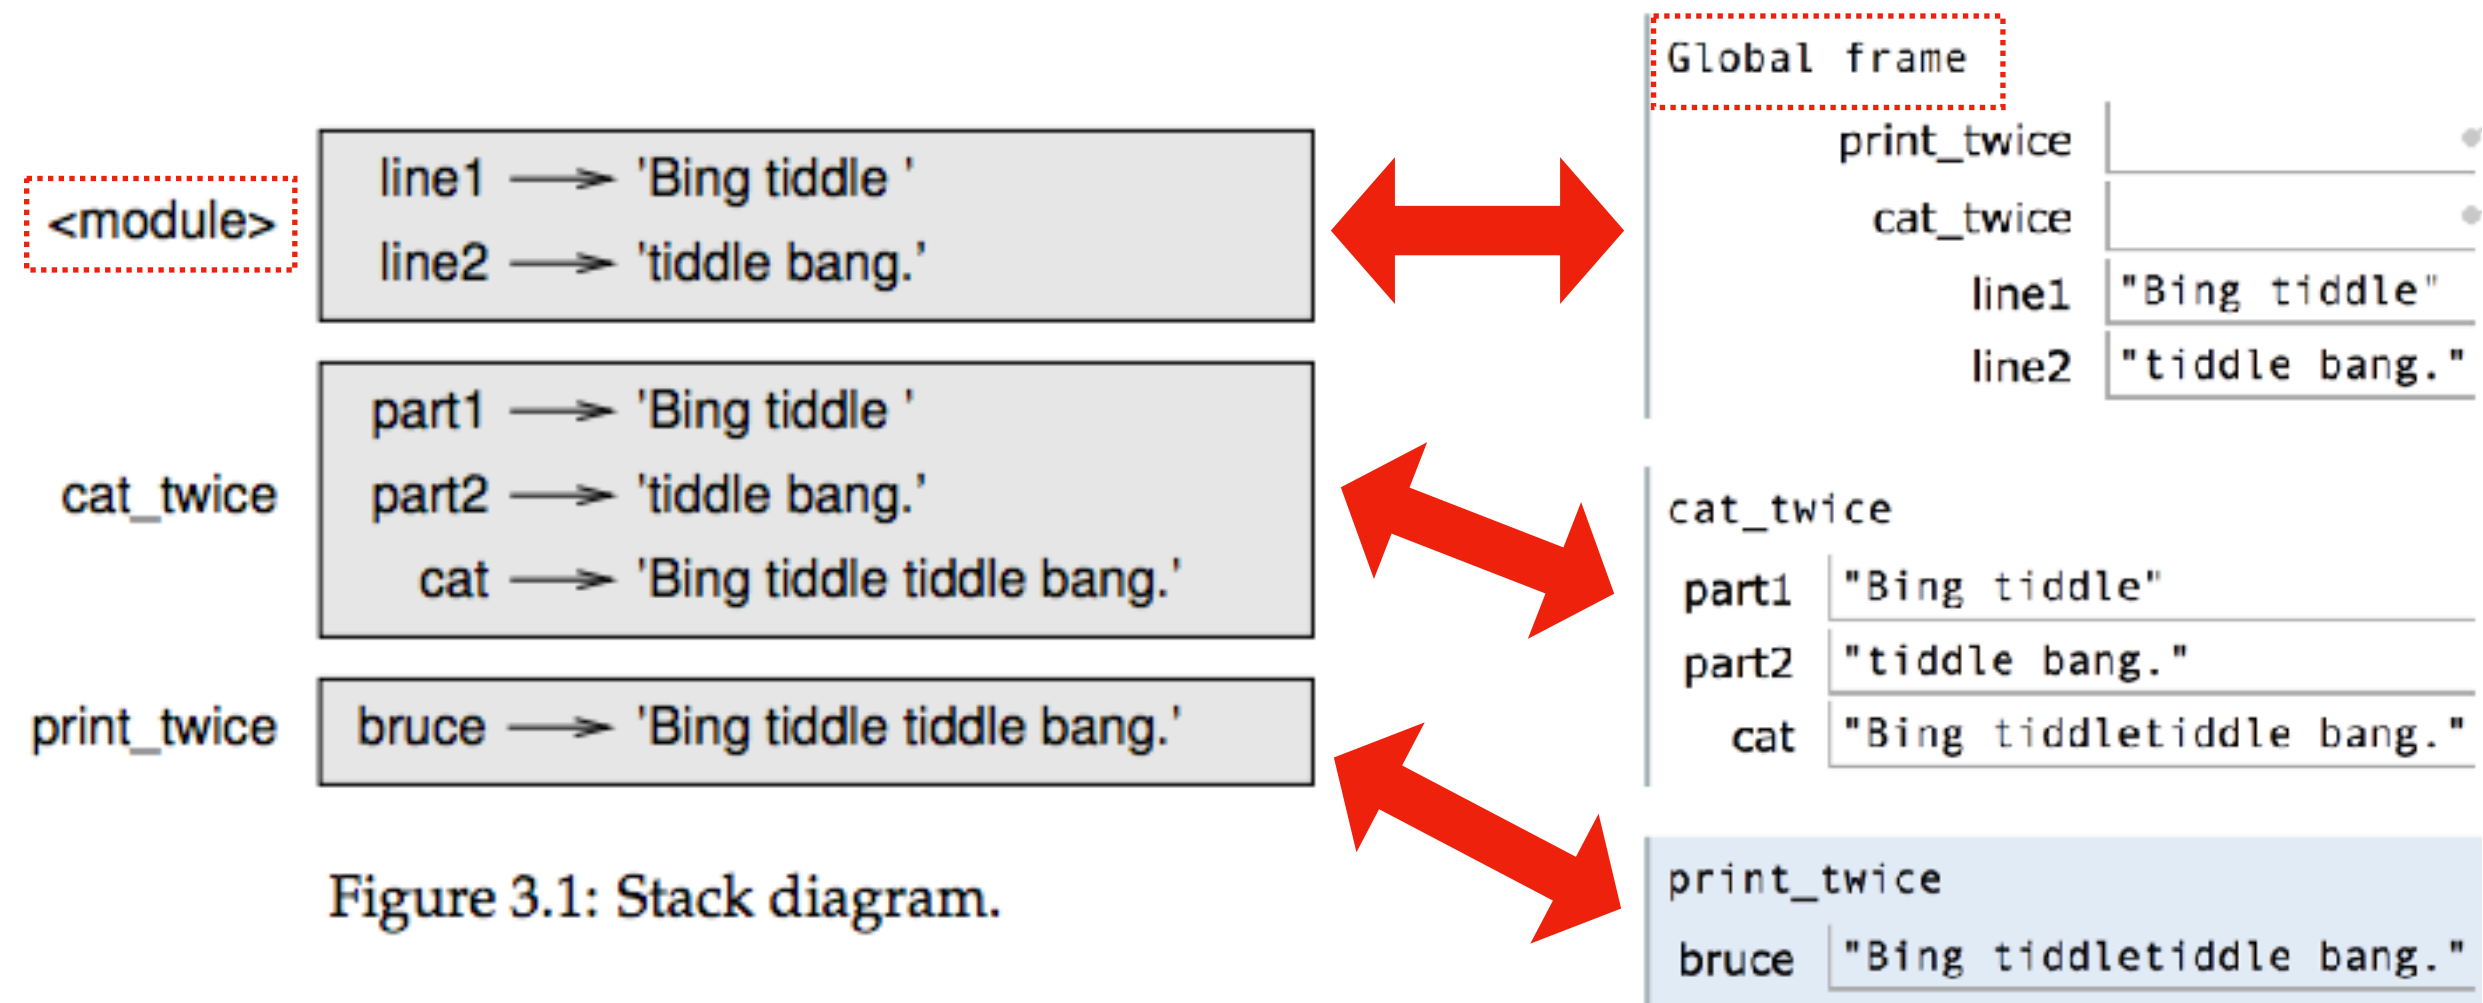 <module>
line1 'Bing tiddle '
line2 'tiddle bang.'
cat_twice
part1 'Bing tiddle '
part2 'tiddle bang.'
cat 'Bing tiddle tiddle bang.'
print_twice
bruce 'Bing tiddle tiddle bang.'
Figure 3.1: Stack diagram.
Global frame
print_twice
cat_twice
line1 "Bing tiddle"
line2 "tiddle bang."
cat_twice
part1 "Bing tiddle"
part2 "tiddle bang."
cat "Bing tiddletiddle bang."
print_twice
bruce "Bing tiddletiddle bang."